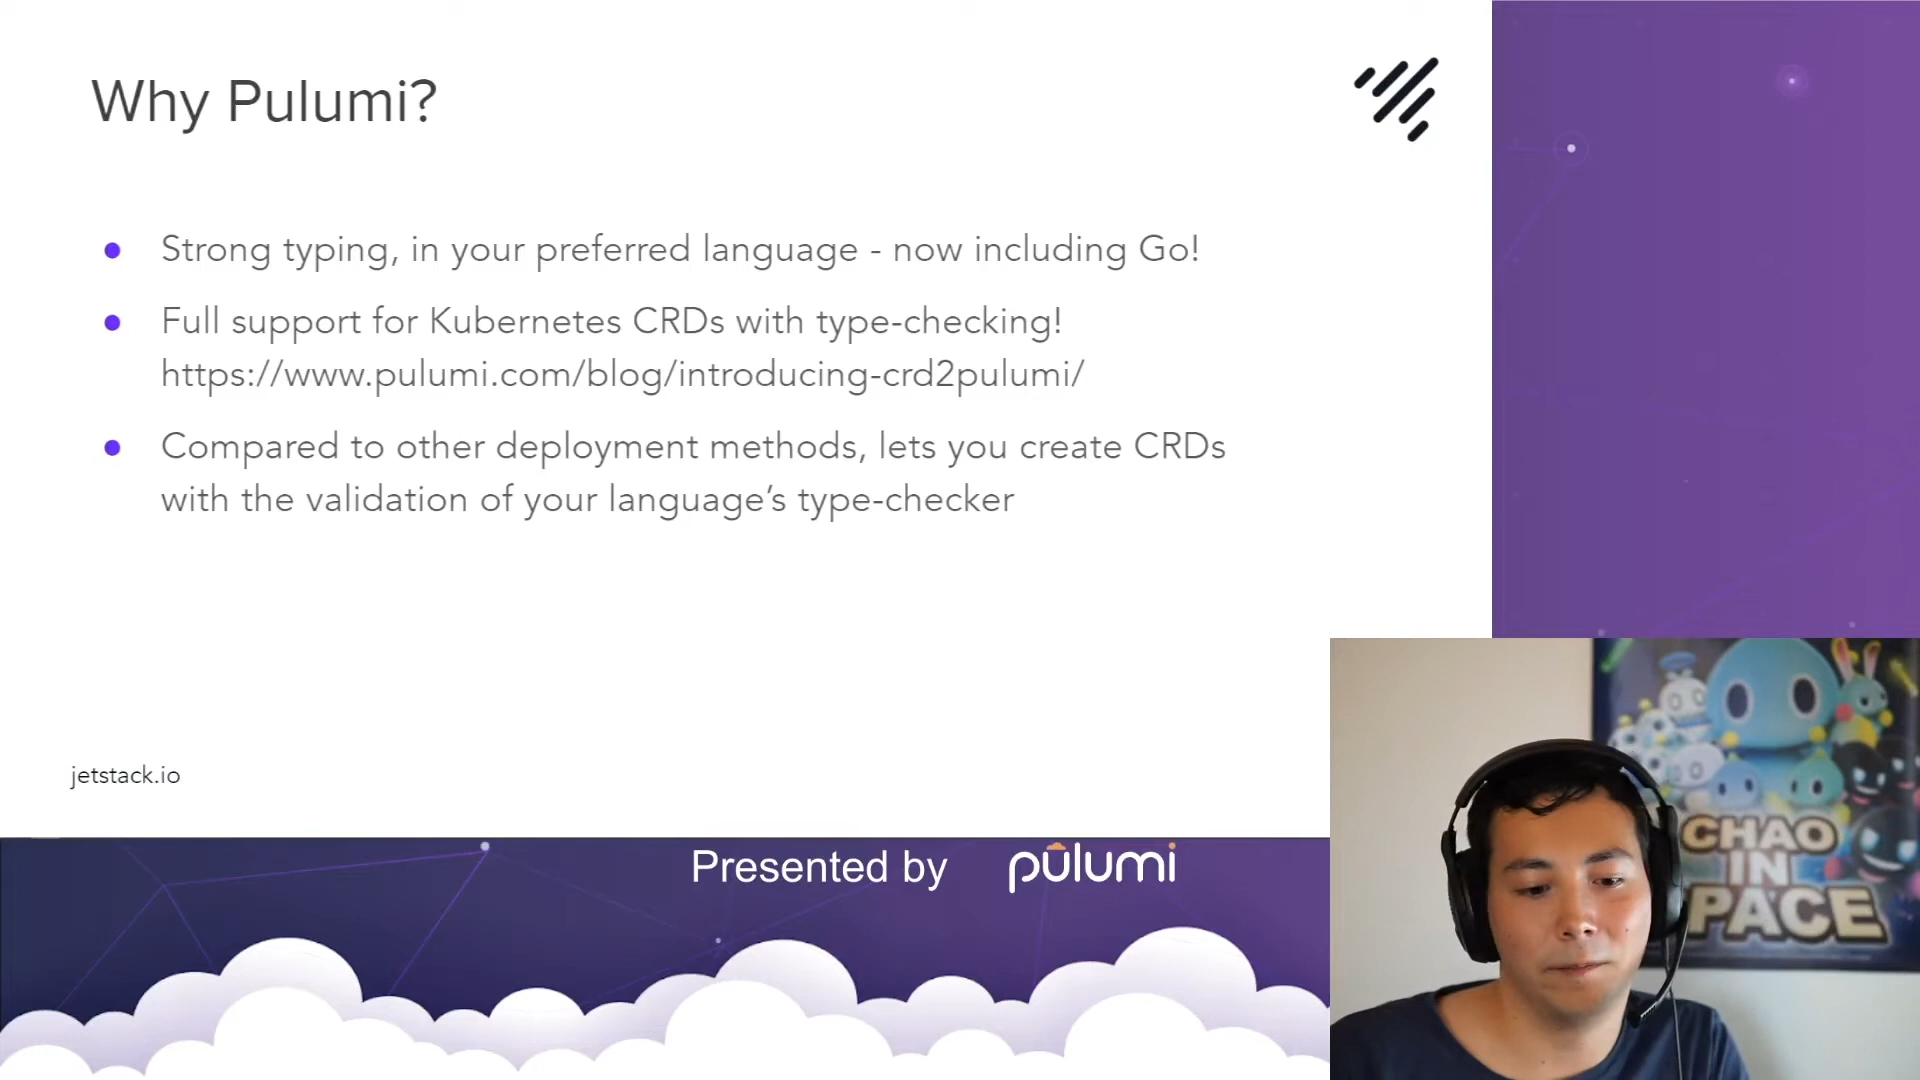 Why Pulumi?
● Strong typing, in your preferred language - now including Go!
● Full support for Kubernetes CRDs with type-checking!
https://www.pulumi.com/blog/introducing-crd2pulumi/
● Compared to other deployment methods, lets you create CRDs
with the validation of your language’s type-checker
jetstack.io
Presented by pulumi
CHAO
IN
SPACE